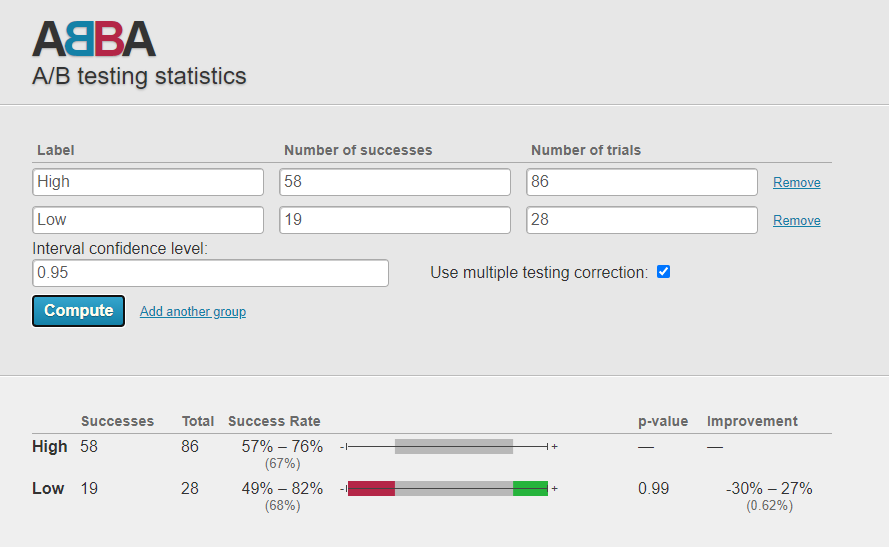 ABBA
A/B testing statistics
Label Number of successes Number of trials
High 58 86 Remove
Low 19 28 Remove
Interval confidence level:
0.95 Use multiple testing correction:
Compute Add another group
Successes Total Success Rate p-value Improvement
High 58 86 57% – 76% - + — —
(67%)
Low 19 28 49% – 82% - + 0.99 -30% – 27%
(68%) (0.62%)